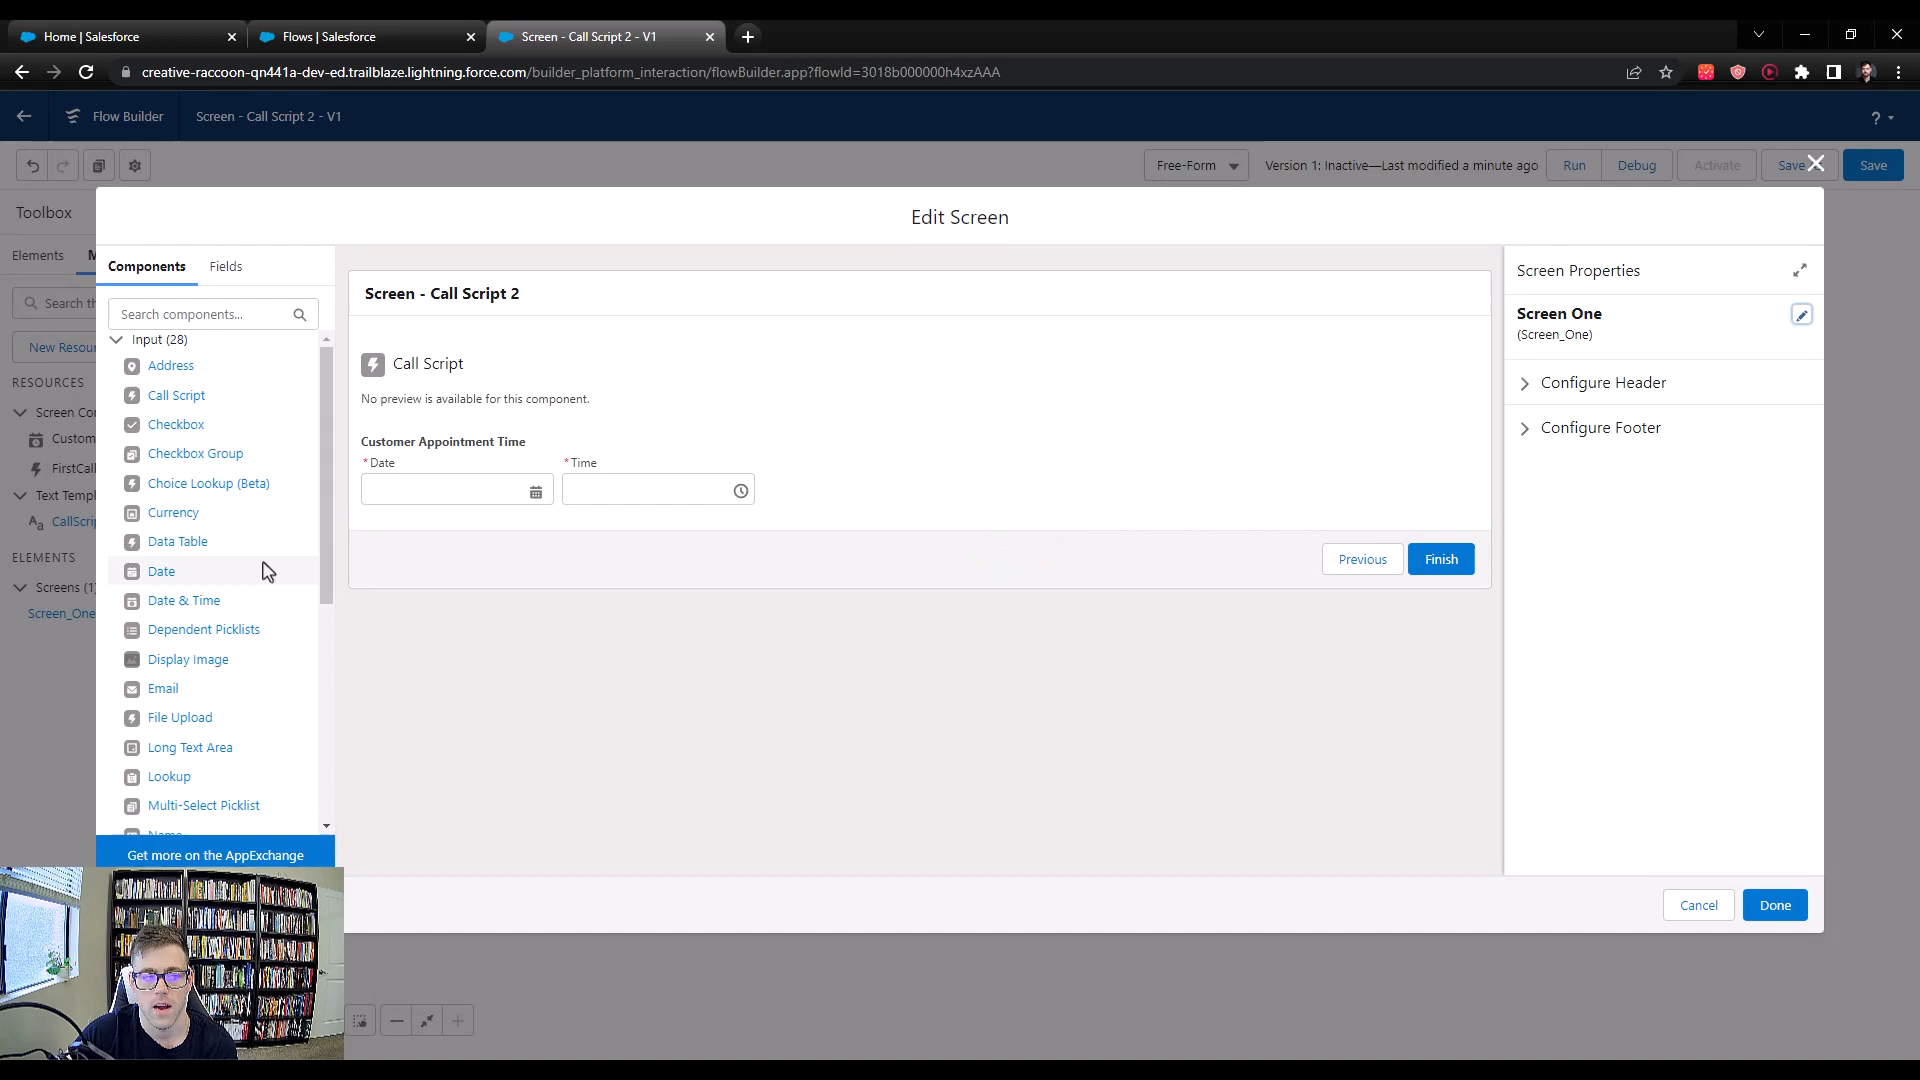 Home | Salesforce
Flows | Salesforce
Screen - Call Script 2 - V1
creative-raccoon-qn441a-dev-ed.trailblaze.lightning.force.com/builder_platform_interaction/flowBuilder.app?flowId=3018b000000h4xzAAA
Flow Builder
Screen - Call Script 2 - V1
?
Free-Form
Version 1: Inactive—Last modified a minute ago
Run
Debug
Activate
Save
Save
Toolbox
Elements
M
Search th
New Resour
RESOURCES
Screen Co
Custom
FirstCall
Text Templ
CallScri
ELEMENTS
Screens (1)
Screen_One
Edit Screen
Components
Fields
Search components...
Input (28)
Address
Call Script
Checkbox
Checkbox Group
Choice Lookup (Beta)
Currency
Data Table
Date
Date & Time
Dependent Picklists
Display Image
Email
File Upload
Long Text Area
Lookup
Multi-Select Picklist
Name
Get more on the AppExchange
Screen - Call Script 2
Call Script
No preview is available for this component.
Customer Appointment Time
*Date
*Time
Previous
Finish
Screen Properties
Screen One
(Screen_One)
Configure Header
Configure Footer
Cancel
Done